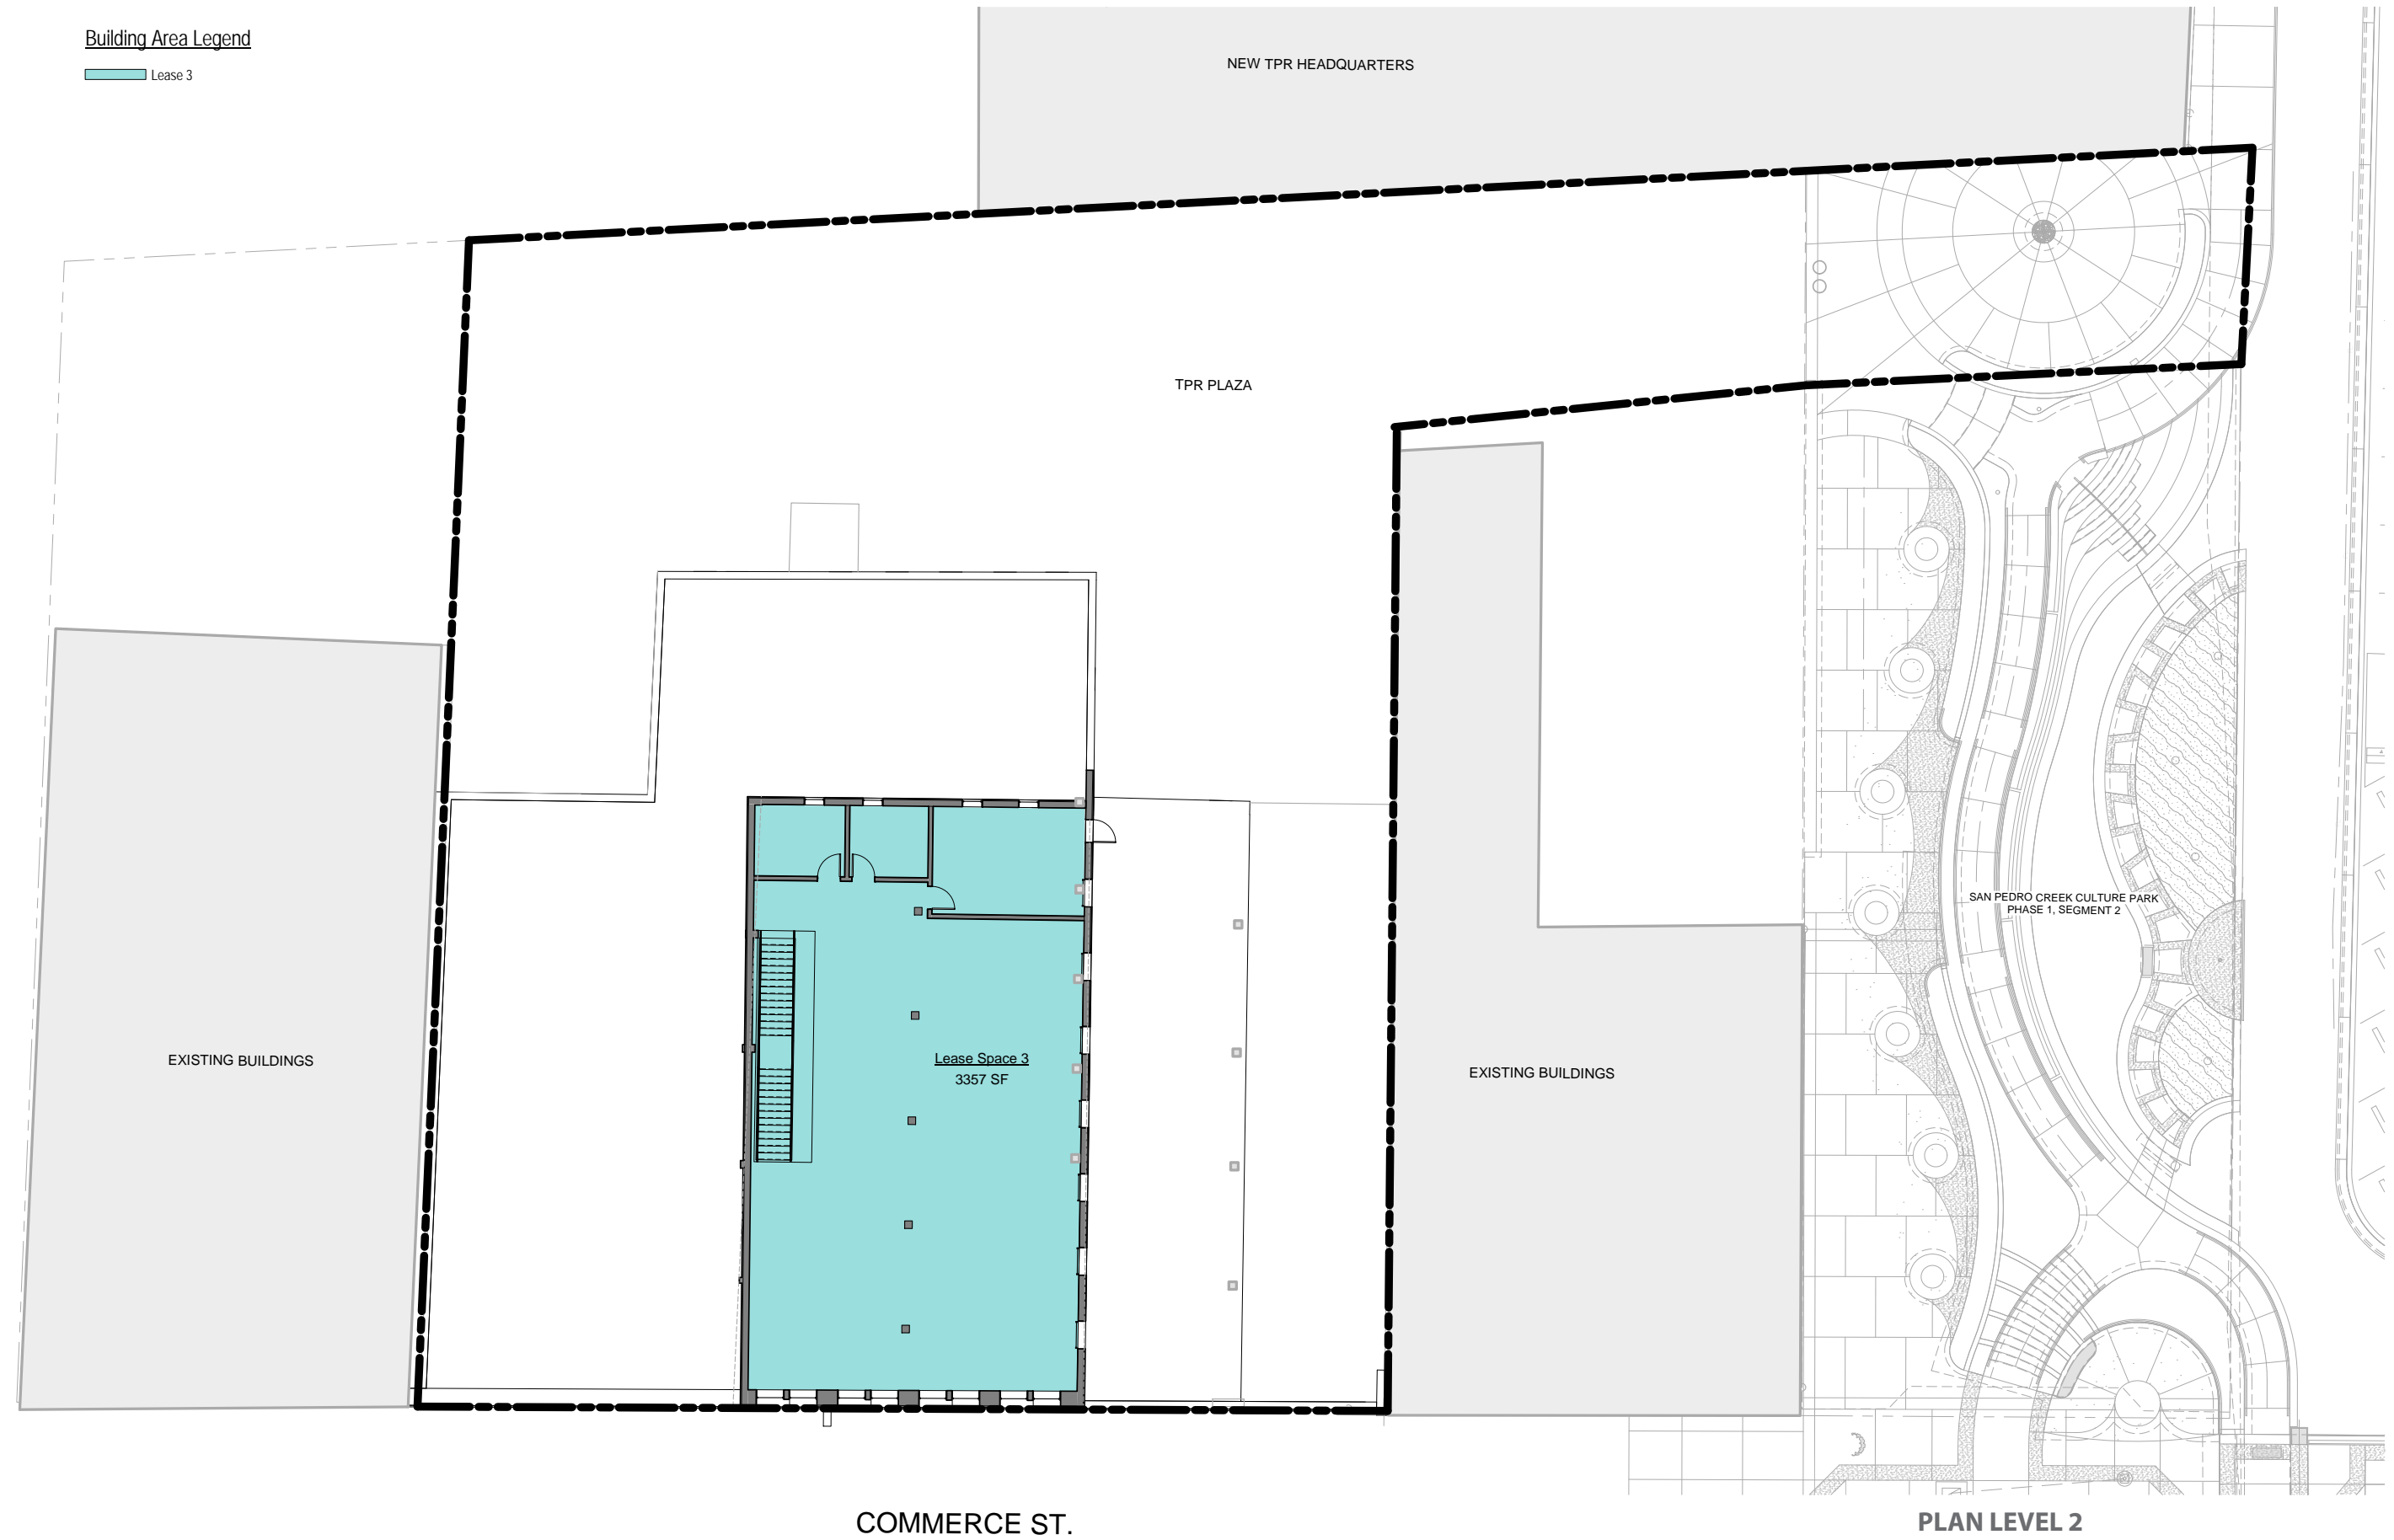 Building Area Legend
Lease 3
NEW TPR HEADQUARTERS
TPR PLAZA
SAN PEDRO CREEK CULTURE PARK
PHASE 1, SEGMENT 2
EXISTING BUILDINGS
Lease Space 3
3357 SF
EXISTING BUILDINGS
COMMERCE ST.
PLAN LEVEL 2